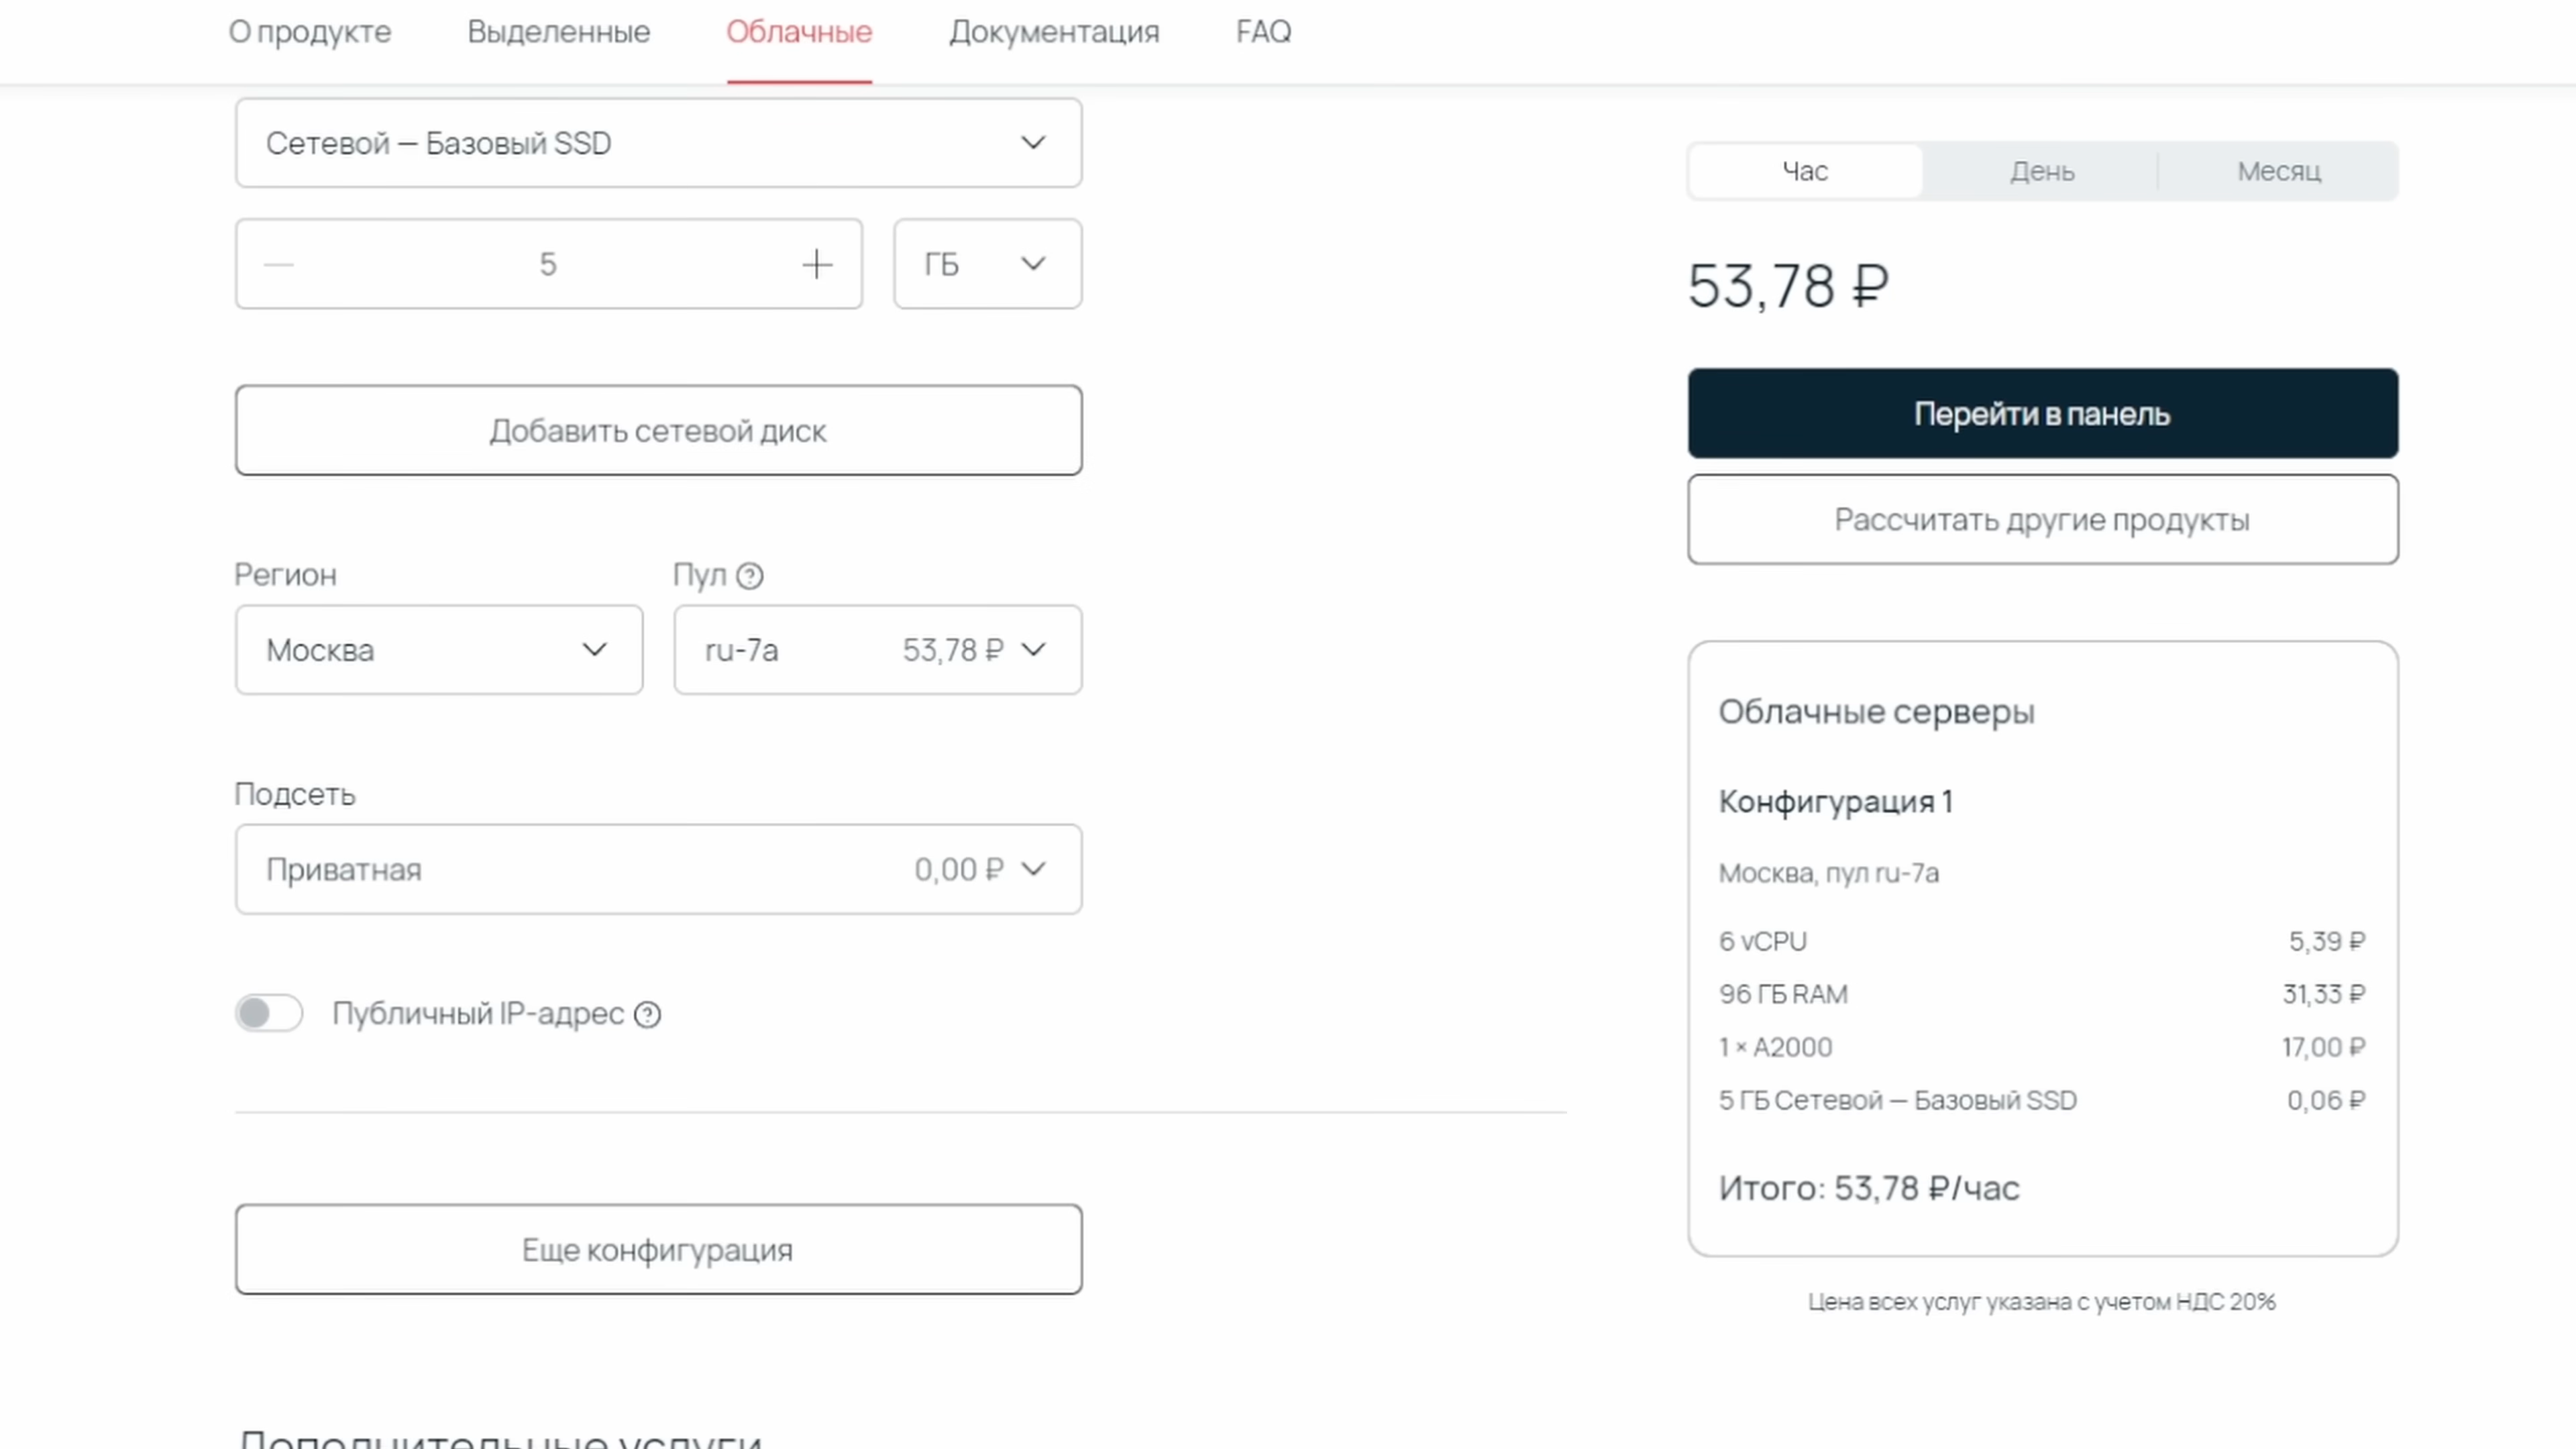 О продукте Выделенные Облачные Документация FAQ
Сетевой — Базовый SSD
5 ГБ
Добавить сетевой диск
Регион Пул
Москва ru-7a 53,78 ₽
Подсеть
Приватная 0,00 ₽
Публичный IP-адрес
Еще конфигурация
Дополнительные услуги
Час День Месяц
53,78 ₽
Перейти в панель
Рассчитать другие продукты
Облачные серверы
Конфигурация 1
Москва, пул ru-7a
6 vCPU 5,39 ₽
96 ГБ RAM 31,33 ₽
1 × A2000 17,00 ₽
5 ГБ Сетевой — Базовый SSD 0,06 ₽
Итого: 53,78 ₽/час
Цена всех услуг указана с учетом НДС 20%